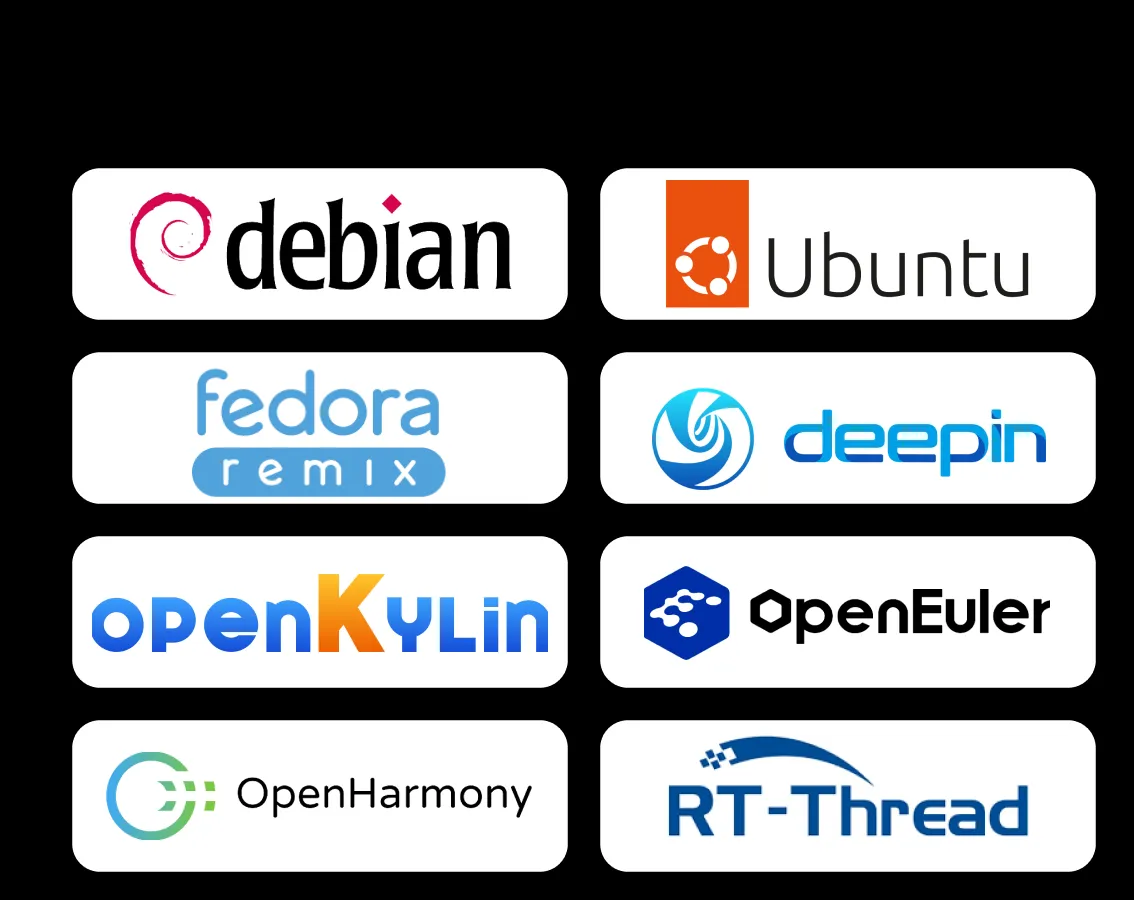 debian
Ubuntu
fedora
remix
deepin
openKylin
OpenEuler
OpenHarmony
RT-Thread